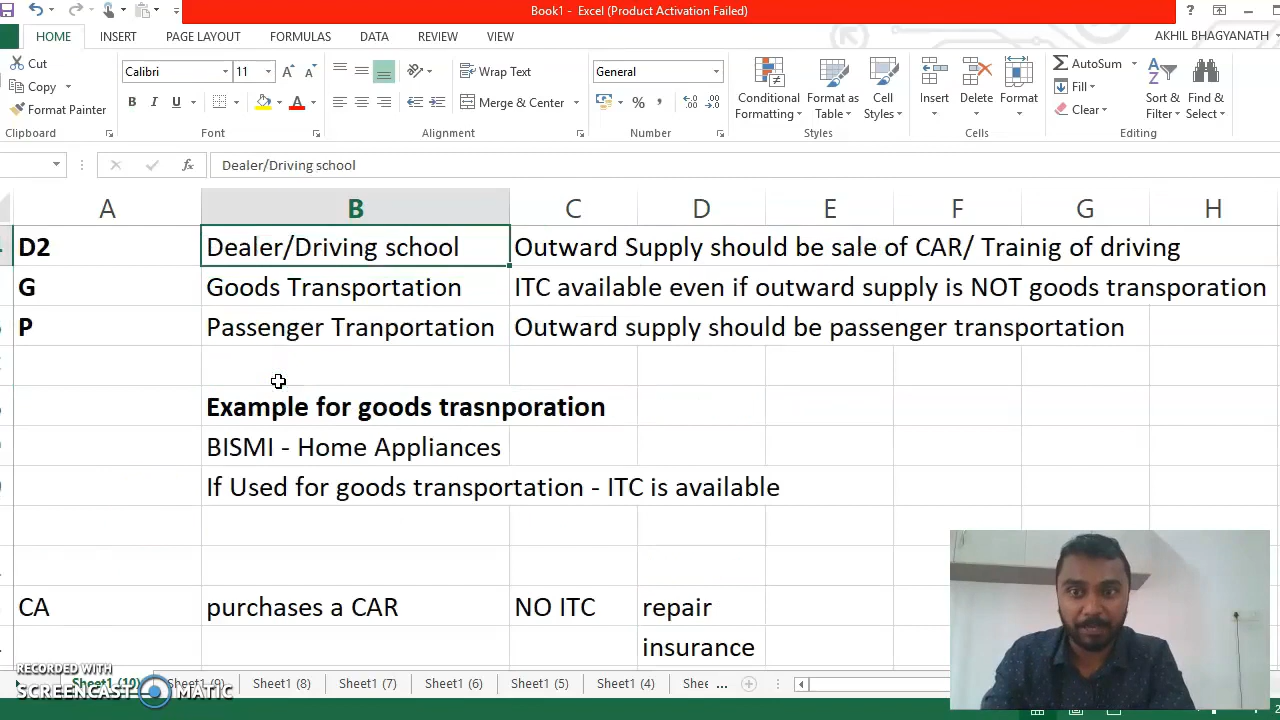 Book1 - Excel (Product Activation Failed)
HOME INSERT PAGE LAYOUT FORMULAS DATA REVIEW VIEW AKHIL BHAGYANATH
Cut
Copy
Format Painter
Calibri 11
B I U
Wrap Text
Merge & Center
General
Conditional Formatting
Format as Table
Cell Styles
Insert Delete Format
AutoSum
Fill
Clear
Sort & Filter
Find & Select
Clipboard Font Alignment Number Styles Cells Editing
fx Dealer/Driving school
A B C D E F G H
D2 Dealer/Driving school Outward Supply should be sale of CAR/ Trainig of driving
G Goods Transportation ITC available even if outward supply is NOT goods transporation
P Passenger Tranportation Outward supply should be passenger transportation
Example for goods trasnporation
BISMI - Home Appliances
If Used for goods transportation - ITC is available
CA purchases a CAR NO ITC repair
insurance
Sheet1 (10) Sheet1 (9) Sheet1 (8) Sheet1 (7) Sheet1 (6) Sheet1 (5) Sheet1 (4) Shee ...
RECORDED WITH
SCREENCAST MATIC